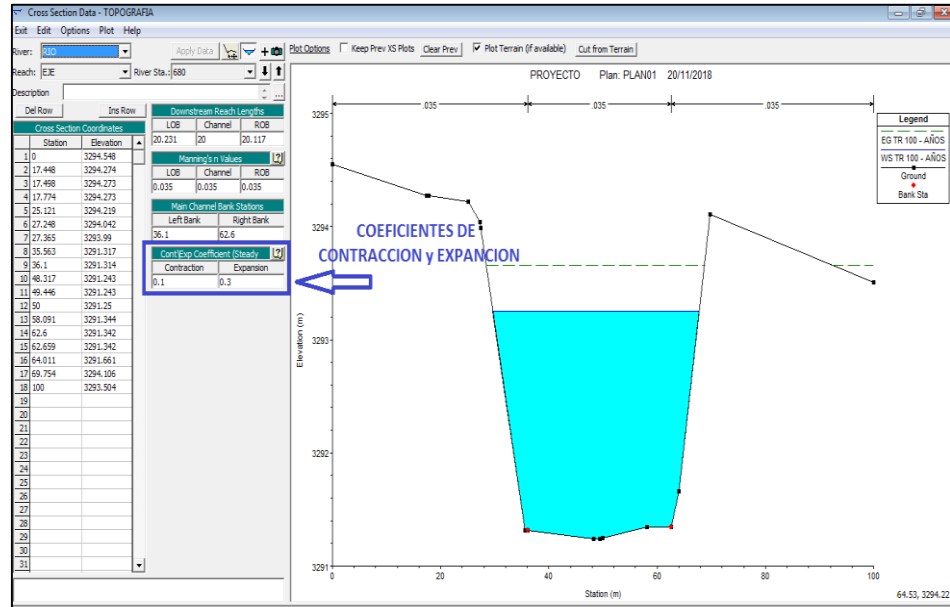 Cross Section Data - TOPOGRAFIA
Exit Edit Options Plot Help
River: RIO Apply Data
Plot Options Keep Prev XS Plots Clear Prev Plot Terrain (if available) Cut from Terrain
Reach: EJE River Sta.: 680
Description ...
Del Row Ins Row
Cross Section Coordinates
Station Elevation
1 0 3294.548
2 17.448 3294.274
3 17.498 3294.273
4 17.774 3294.273
5 25.121 3294.219
6 27.248 3294.042
7 27.365 3293.99
8 35.563 3291.317
9 36.1 3291.314
10 48.317 3291.243
11 49.446 3291.243
12 50 3291.25
13 58.091 3291.344
14 62.6 3291.342
15 62.659 3291.342
16 64.011 3291.661
17 69.754 3294.106
18 100 3293.504
19
20
21
22
23
24
25
26
27
28
29
30
31
Downstream Reach Lengths
LOB Channel ROB
20.231 20 20.117
Manning's n Values ?
LOB Channel ROB
0.035 0.035 0.035
Main Channel Bank Stations
Left Bank Right Bank
36.1 62.6
Cont\Exp Coefficient (Steady ?
Contraction Expansion
0.1 0.3
COEFICIENTES DE
CONTRACCION y EXPANCION
PROYECTO Plan: PLAN01 20/11/2018
.035 .035 .035
Legend
EG TR 100 - AÑOS
WS TR 100 - AÑOS
Ground
Bank Sta
3295
3294
3293
3292
3291
Elevation (m)
0 20 40 60 80 100
Station (m)
64.53, 3294.22